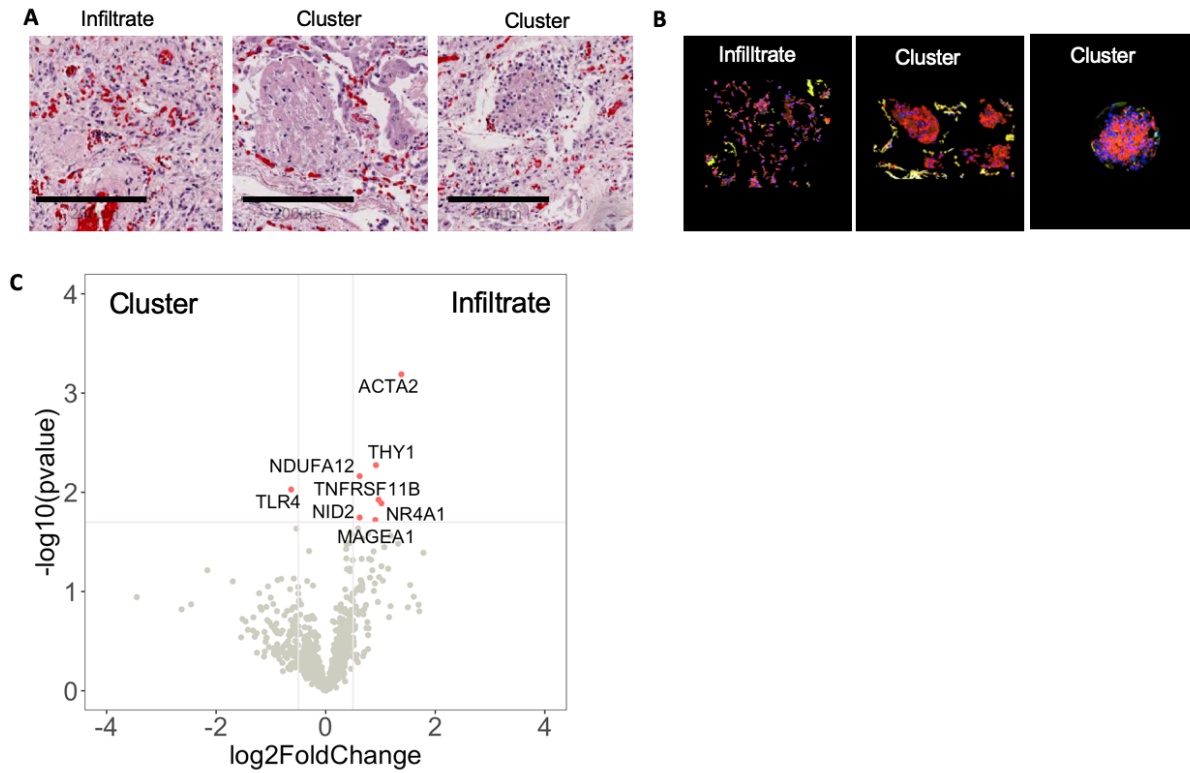 A
Infiltrate
Cluster
Cluster
200μm
B
Infilltrate
Cluster
Cluster
C
Cluster
Infiltrate
4
3
2
1
0
-log10(pvalue)
ACTA2
THY1
NDUFA12
TNFRSF11B
TLR4
NID2
NR4A1
MAGEA1
-4
-2
0
2
4
log2FoldChange